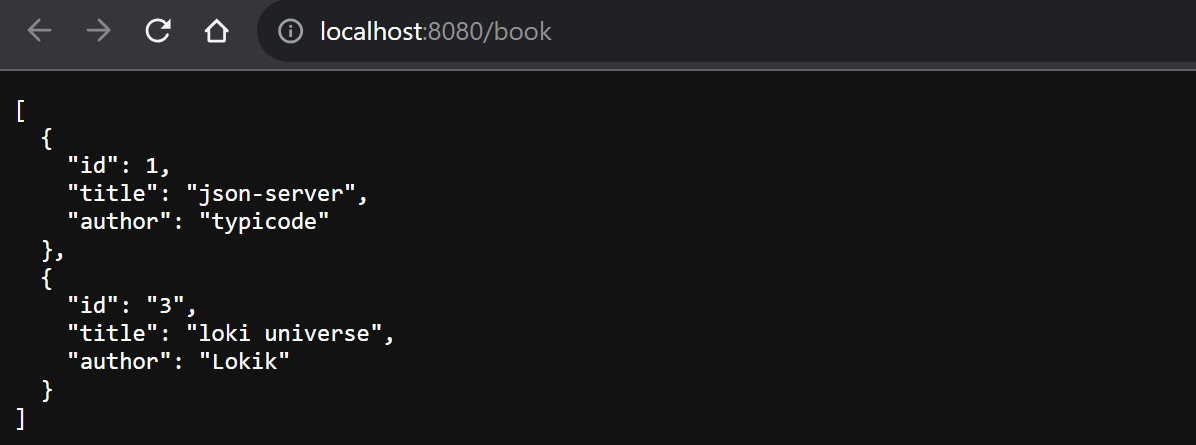 localhost:8080/book
[
  {
    "id": 1,
    "title": "json-server",
    "author": "typicode"
  },
  {
    "id": "3",
    "title": "loki universe",
    "author": "Lokik"
  }
]